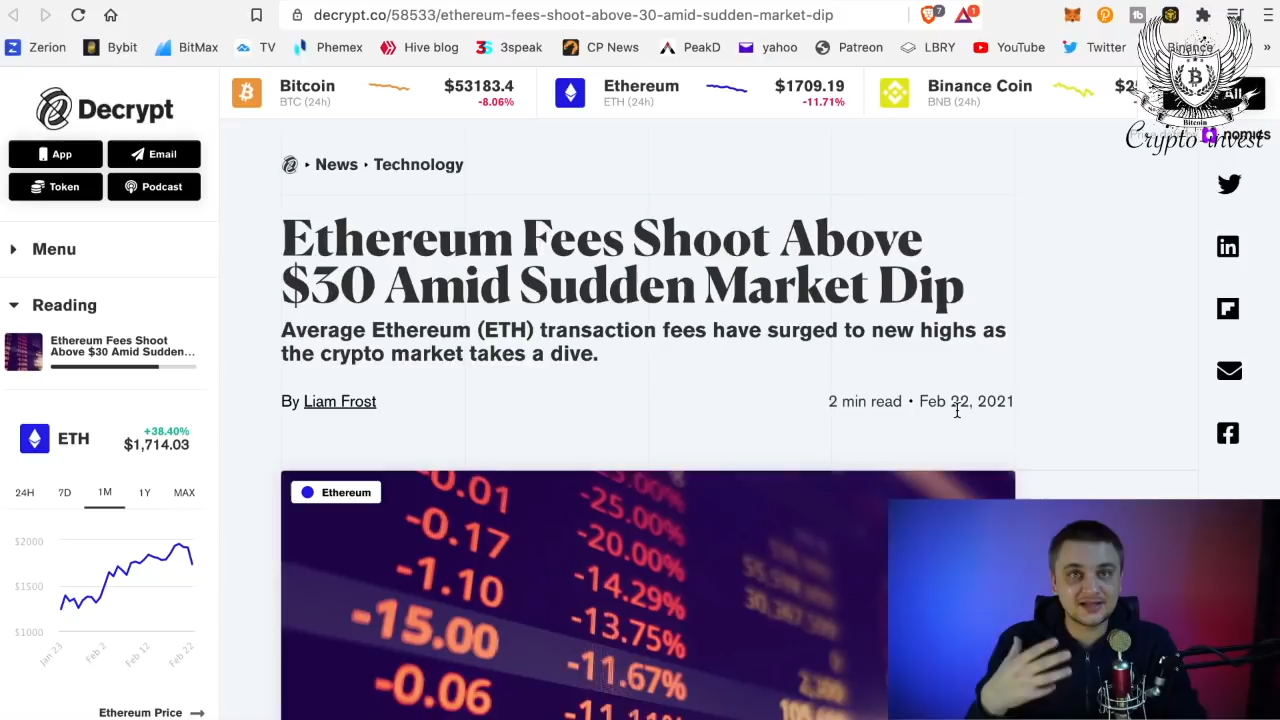 decrypt.co/58533/ethereum-fees-shoot-above-30-amid-sudden-market-dip
7
1
Zerion
Bybit
BitMax
TV
Phemex
Hive blog
3speak
CP News
PeakD
yahoo
Patreon
LBRY
YouTube
Twitter
Binance
»
Decrypt
App
Email
Token
Podcast
Menu
Reading
Ethereum Fees Shoot
Above $30 Amid Sudden...
ETH
+38.40%
$1,714.03
24H 7D 1M 1Y MAX
$2000
$1500
$1000
Jan 23
Feb 2
Feb 12
Feb 22
Ethereum Price →
Bitcoin
BTC (24h)
$53183.4
-8.06%
Ethereum
ETH (24h)
$1709.19
-11.71%
Binance Coin
BNB (24h)
All
Bitcoin
Crypto-invest
nomics
News ‣ Technology
Ethereum Fees Shoot Above
$30 Amid Sudden Market Dip
Average Ethereum (ETH) transaction fees have surged to new highs as
the crypto market takes a dive.
By Liam Frost
2 min read • Feb 22, 2021
Ethereum
-0.01
-0.17
-1.10
-15.00
-0.06
-25.00%
-20.00%
-14.29%
-13.75%
-11.67%